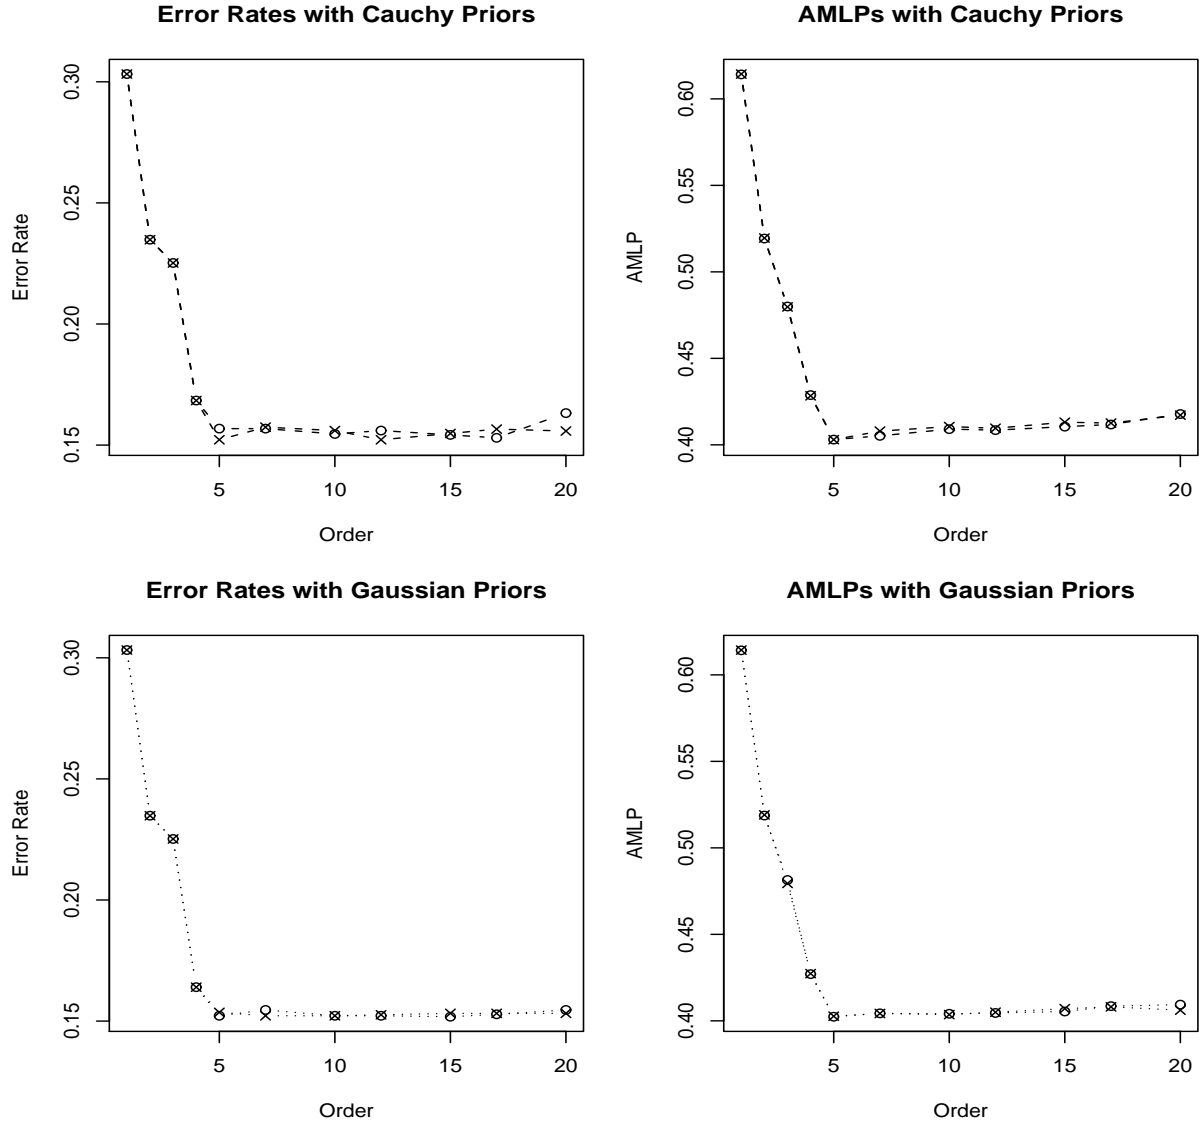 Error Rates with Cauchy Priors
Error Rate
0.30
0.25
0.20
0.15
5 10 15 20
Order
AMLPs with Cauchy Priors
AMLP
0.60
0.55
0.50
0.45
0.40
5 10 15 20
Order
Error Rates with Gaussian Priors
Error Rate
0.30
0.25
0.20
0.15
5 10 15 20
Order
AMLPs with Gaussian Priors
AMLP
0.60
0.55
0.50
0.45
0.40
5 10 15 20
Order